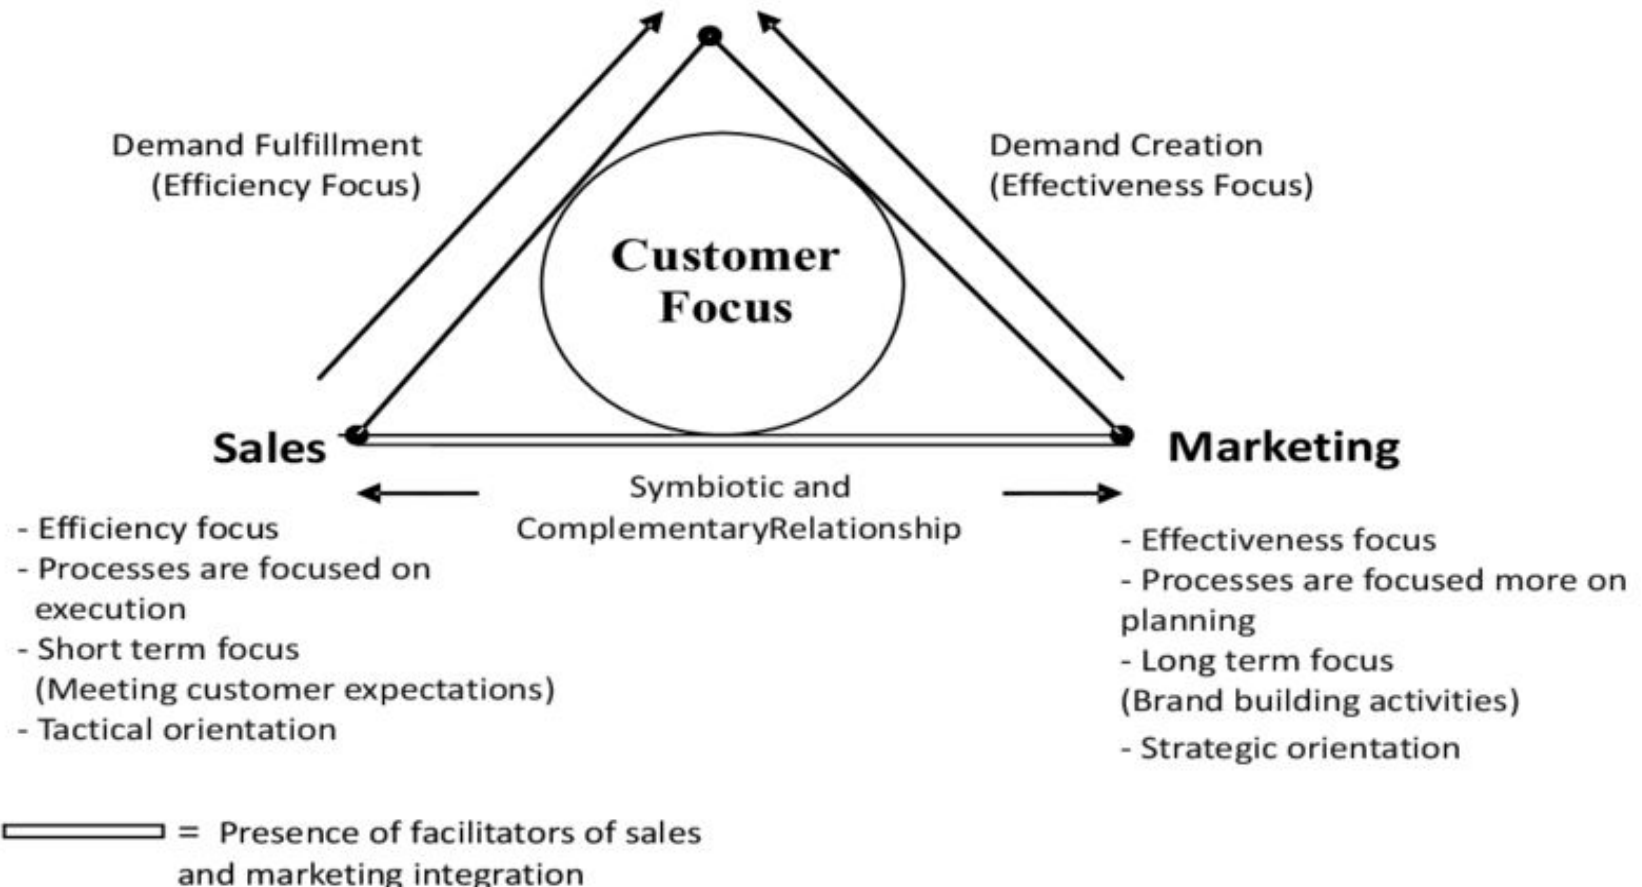 Demand Fulfillment
(Efficiency Focus)
Demand Creation
(Effectiveness Focus)
Customer
Focus
Sales
Marketing
Symbiotic and
ComplementaryRelationship
- Efficiency focus
- Processes are focused on
execution
- Short term focus
(Meeting customer expectations)
- Tactical orientation
- Effectiveness focus
- Processes are focused more on
planning
- Long term focus
(Brand building activities)
- Strategic orientation
= Presence of facilitators of sales
and marketing integration